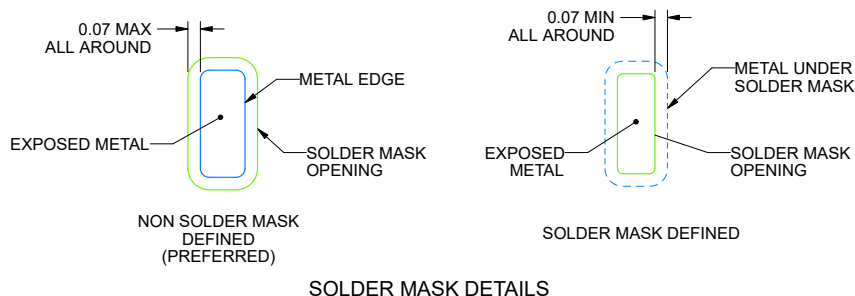 0.07 MAX
ALL AROUND
METAL EDGE
EXPOSED METAL
SOLDER MASK
OPENING
NON SOLDER MASK
DEFINED
(PREFERRED)
0.07 MIN
ALL AROUND
METAL UNDER
SOLDER MASK
EXPOSED
METAL
SOLDER MASK
OPENING
SOLDER MASK DEFINED
SOLDER MASK DETAILS